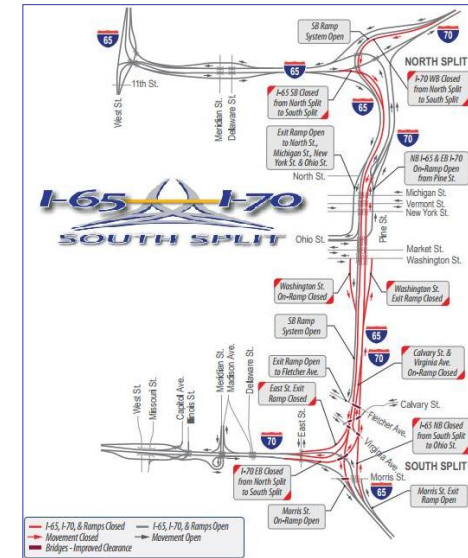 65
70
SB Ramp
System Open
NORTH SPLIT
65
I-70 WB Closed
from North Split
to South Split
11th St.
West St.
Meridian St.
Delaware St.
I-65 SB Closed
from North Split
to South Split
65
70
Exit Ramp Open
to North St.,
Michigan St., New
York St. & Ohio St.
NB I-65 & EB I-70
On-Ramp Open
from Pine St.
North St.
Michigan St.
Vermont St.
New York St.
I-65 I-70
SOUTH SPLIT
Pine St.
Ohio St.
Market St.
Washington St.
Washington St.
On-Ramp Closed
Washington St.
Exit Ramp Closed
SB Ramp
System Open
65
70
Exit Ramp Open
to Fletcher Ave.
Calvary St. &
Virginia Ave.
On-Ramp Closed
East St. Exit
Ramp Closed
Calvary St.
Fletcher Ave.
Virginia Ave.
West St.
Missouri St.
Capitol Ave.
Illinois St.
Meridian St.
Madison Ave.
Delaware St.
East St.
70
I-65 NB Closed
from South Split
to Ohio St.
I-70 EB Closed
from North Split
to South Split
SOUTH SPLIT
Morris St.
65
Morris St.
On-Ramp Open
Morris St. Exit
Ramp Open
I-65, I-70, & Ramps Closed
I-65, I-70, & Ramps Open
Movement Closed
Movement Open
Bridges - Improved Clearance